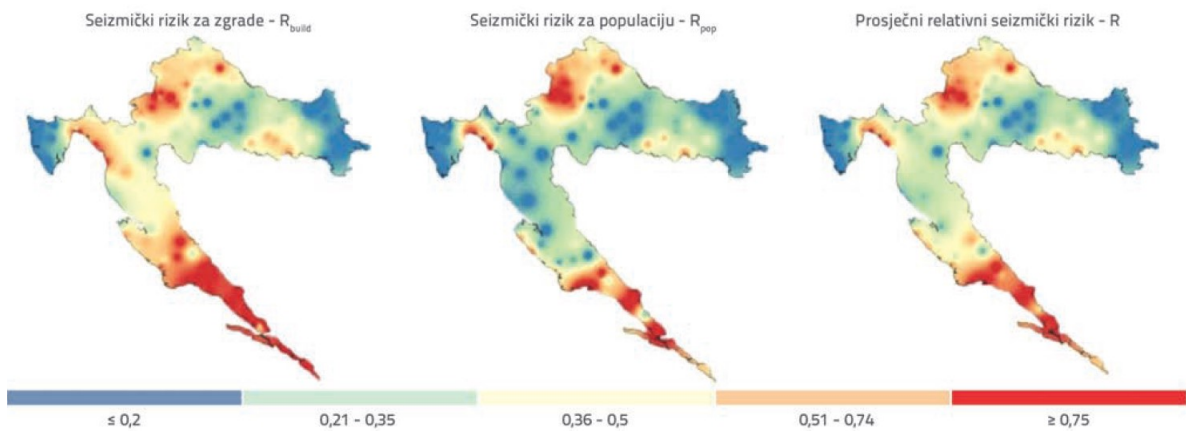 Seizmički rizik za zgrade - R_build
Seizmički rizik za populaciju - R_pop
Prosječni relativni seizmički rizik - R
≤ 0,2
0,21 - 0,35
0,36 - 0,5
0,51 - 0,74
≥ 0,75